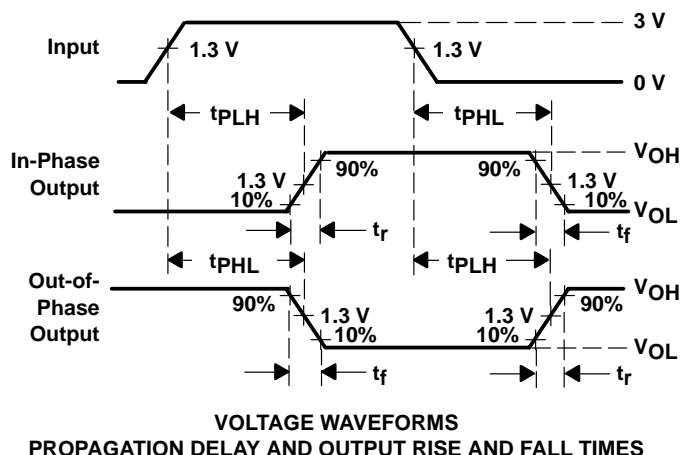 3 V
Input
1.3 V
1.3 V
0 V
tPLH
tPHL
In-Phase
Output
90%
90%
VOH
1.3 V
1.3 V
10%
10%
VOL
tr
tf
tPHL
tPLH
Out-of-
Phase
Output
90%
90%
VOH
1.3 V
1.3 V
10%
10%
VOL
tf
tr
VOLTAGE WAVEFORMS
PROPAGATION DELAY AND OUTPUT RISE AND FALL TIMES